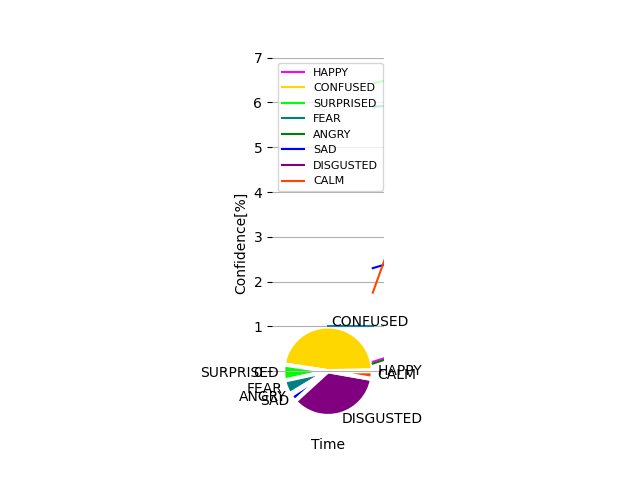 7
6
5
4
3
2
1
0
Confidence[%]
HAPPY
CONFUSED
SURPRISED
FEAR
ANGRY
SAD
DISGUSTED
CALM
CONFUSED
SURPRISED
HAPPY
CALM
FEAR
ANGRY
SAD
DISGUSTED
Time